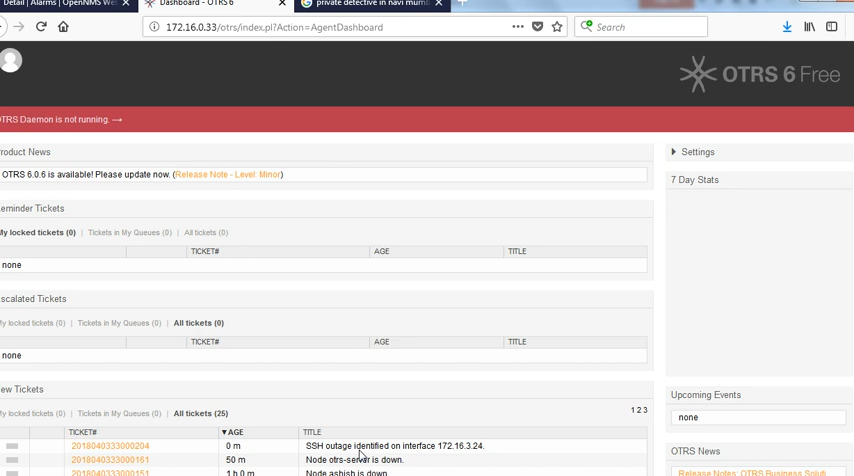 Detail | Alarms | OpenNMS We
Dashboard - OTRS 6
private detective in navi mum
172.16.0.33/otrs/index.pl?Action=AgentDashboard
Search
OTRS 6 Free
OTRS Daemon is not running. →
roduct News
OTRS 6.0.6 is available! Please update now. (Release Note - Level: Minor)
eminder Tickets
My locked tickets (0) | Tickets in My Queues (0) | All tickets (0)
TICKET# AGE TITLE
none
scalated Tickets
My locked tickets (0) | Tickets in My Queues (0) | All tickets (0)
TICKET# AGE TITLE
none
ew Tickets
1 2 3
My locked tickets (0) | Tickets in My Queues (0) | All tickets (25)
TICKET# ▼AGE TITLE
2018040333000204 0 m SSH outage identified on interface 172.16.3.24.
2018040333000161 50 m Node otrs-server is down.
2018040333000151 1 h 0 m Node ashish is down.
Settings
7 Day Stats
Upcoming Events
none
OTRS News
Release Notes: OTRS Business Soluti